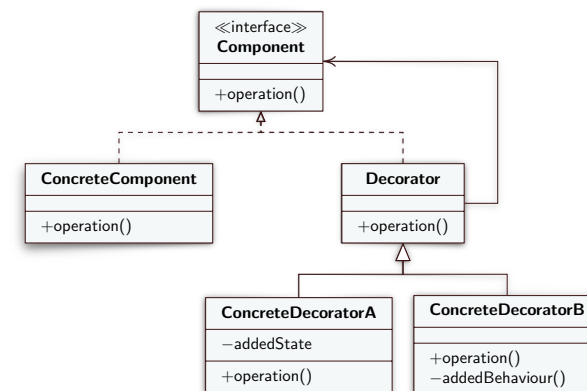 ≪interface≫
Component
+operation()
ConcreteComponent
+operation()
Decorator
+operation()
ConcreteDecoratorA
−addedState
+operation()
ConcreteDecoratorB
+operation()
−addedBehaviour()